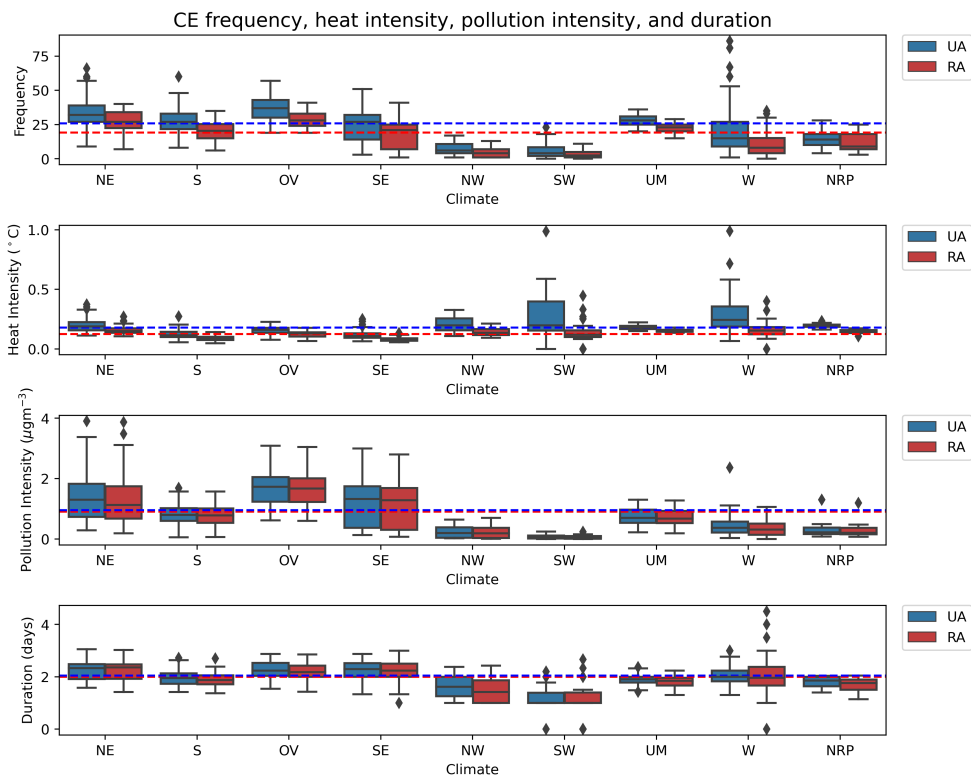 CE frequency, heat intensity, pollution intensity, and duration
Frequency
75
50
25
0
UA
RA
NE S OV SE NW SW UM W NRP
Climate
Heat Intensity (°C)
1.0
0.5
0.0
UA
RA
NE S OV SE NW SW UM W NRP
Climate
Pollution Intensity (μgm⁻³)
4
2
0
UA
RA
NE S OV SE NW SW UM W NRP
Climate
Duration (days)
4
2
0
UA
RA
NE S OV SE NW SW UM W NRP
Climate